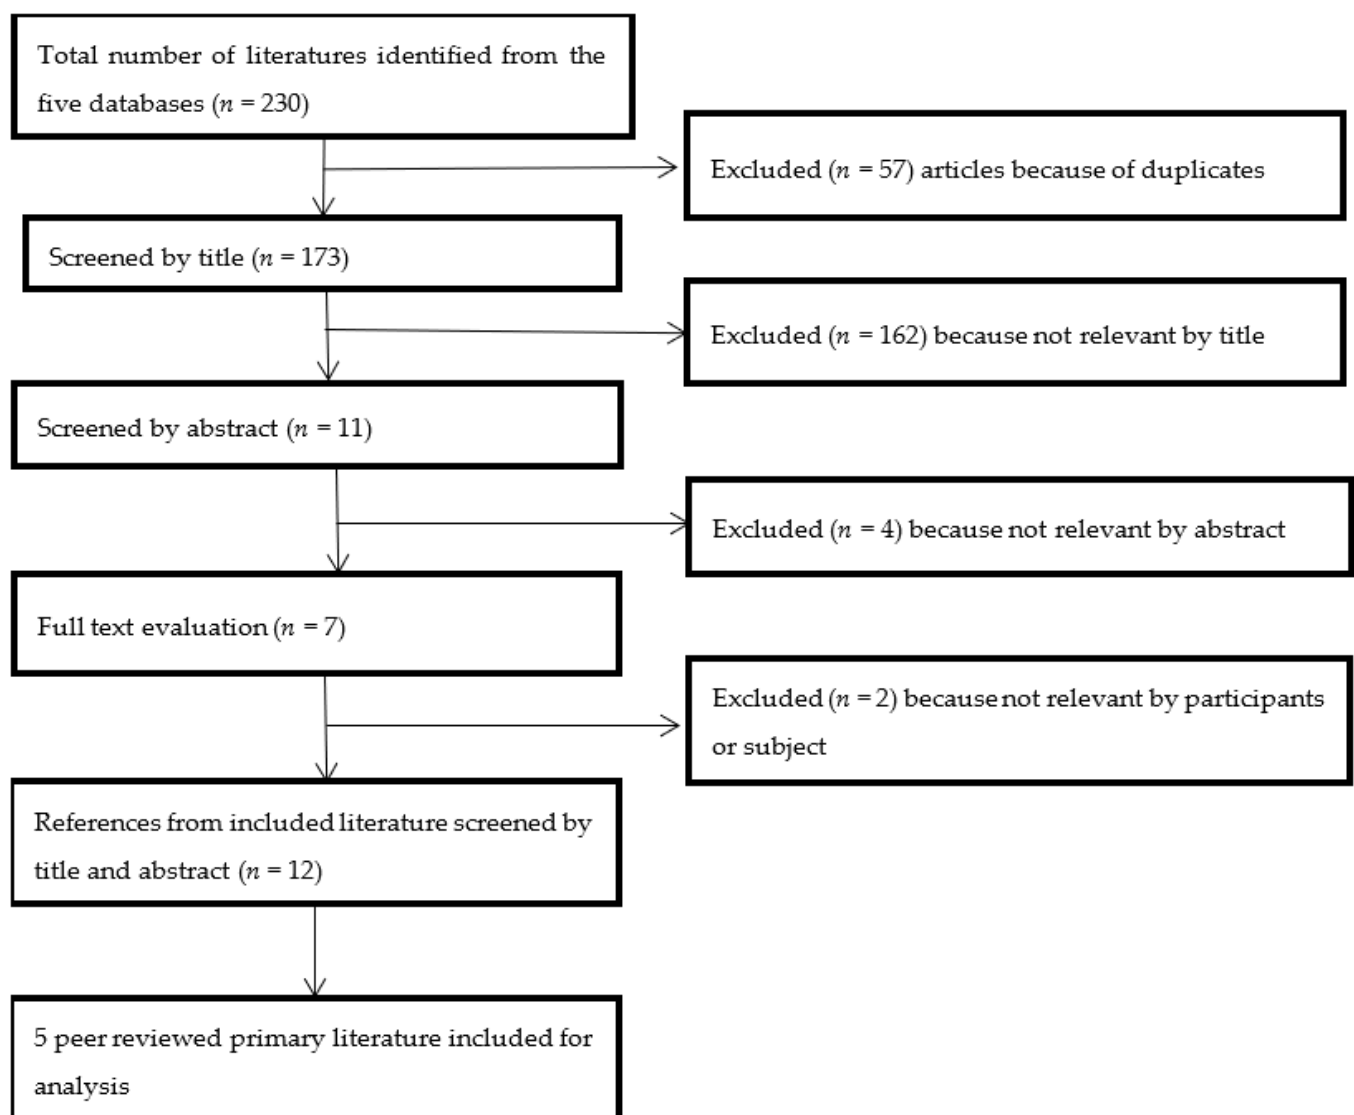 Total number of literatures identified from the
five databases (n = 230)
Excluded (n = 57) articles because of duplicates
Screened by title (n = 173)
Excluded (n = 162) because not relevant by title
Screened by abstract (n = 11)
Excluded (n = 4) because not relevant by abstract
Full text evaluation (n = 7)
Excluded (n = 2) because not relevant by participants
or subject
References from included literature screened by
title and abstract (n = 12)
5 peer reviewed primary literature included for
analysis